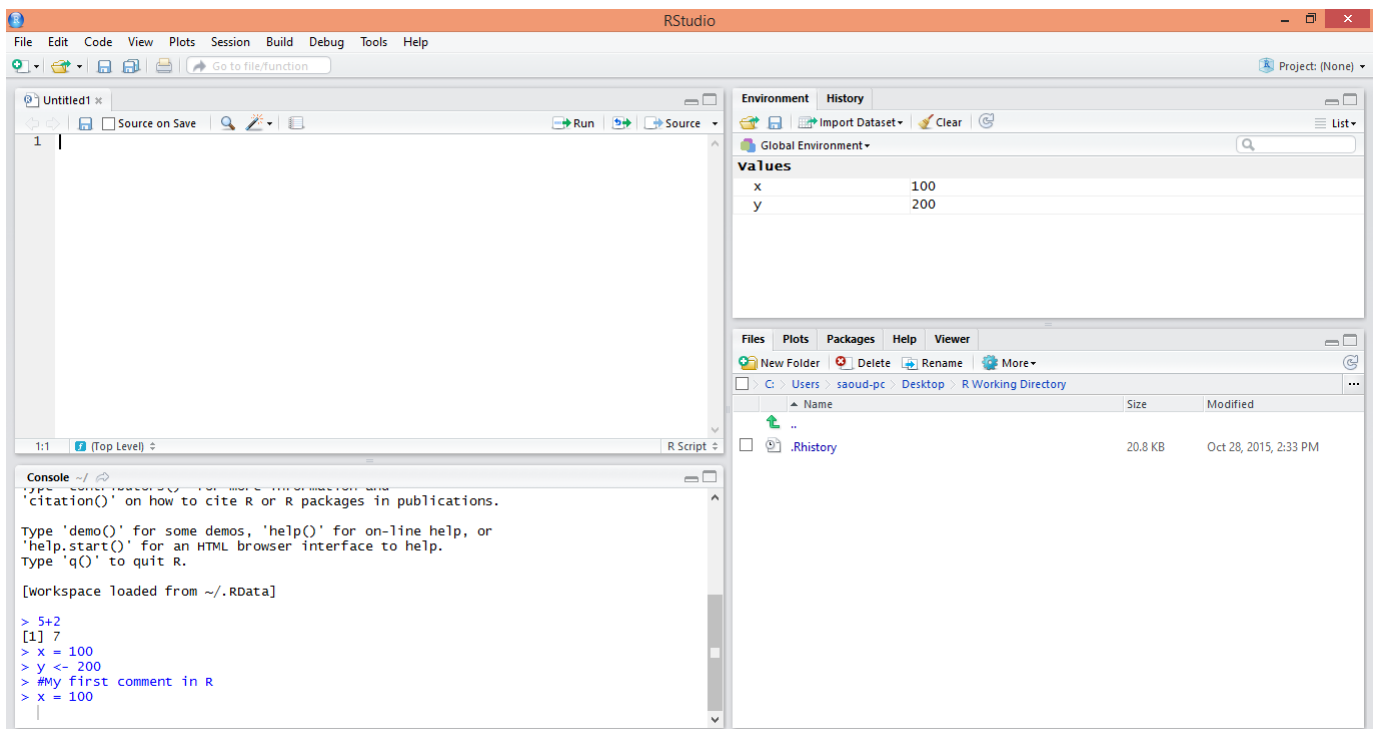 RStudio
File Edit Code View Plots Session Build Debug Tools Help
Go to file/function
Project: (None)
Untitled1
Source on Save
Run
Source
1
1:1
(Top Level)
R Script
Console ~/
Type 'contributors()' for more information and
'citation()' on how to cite R or R packages in publications.
Type 'demo()' for some demos, 'help()' for on-line help, or
'help.start()' for an HTML browser interface to help.
Type 'q()' to quit R.
[Workspace loaded from ~/.RData]
> 5+2
[1] 7
> x = 100
> y <- 200
> #My first comment in R
> x = 100
Environment History
Import Dataset
Clear
List
Global Environment
Values
x 100
y 200
Files Plots Packages Help Viewer
New Folder Delete Rename More
C: Users saoud-pc Desktop R Working Directory
...
Name Size Modified
..
.Rhistory 20.8 KB Oct 28, 2015, 2:33 PM